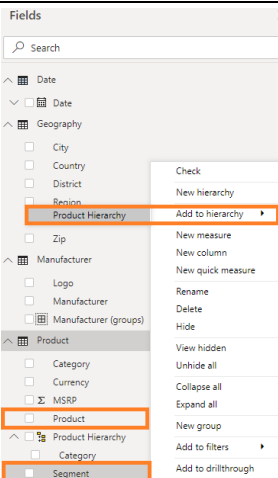 Fields
Search
Date
Date
Geography
City
Country
District
Region
Product Hierarchy
Zip
Manufacturer
Logo
Manufacturer
Manufacturer (groups)
Product
Category
Currency
Σ MSRP
Product
Product Hierarchy
Category
Segment
Check
New hierarchy
Add to hierarchy
New measure
New column
New quick measure
Rename
Delete
Hide
View hidden
Unhide all
Collapse all
Expand all
New group
Add to filters
Add to drillthrough